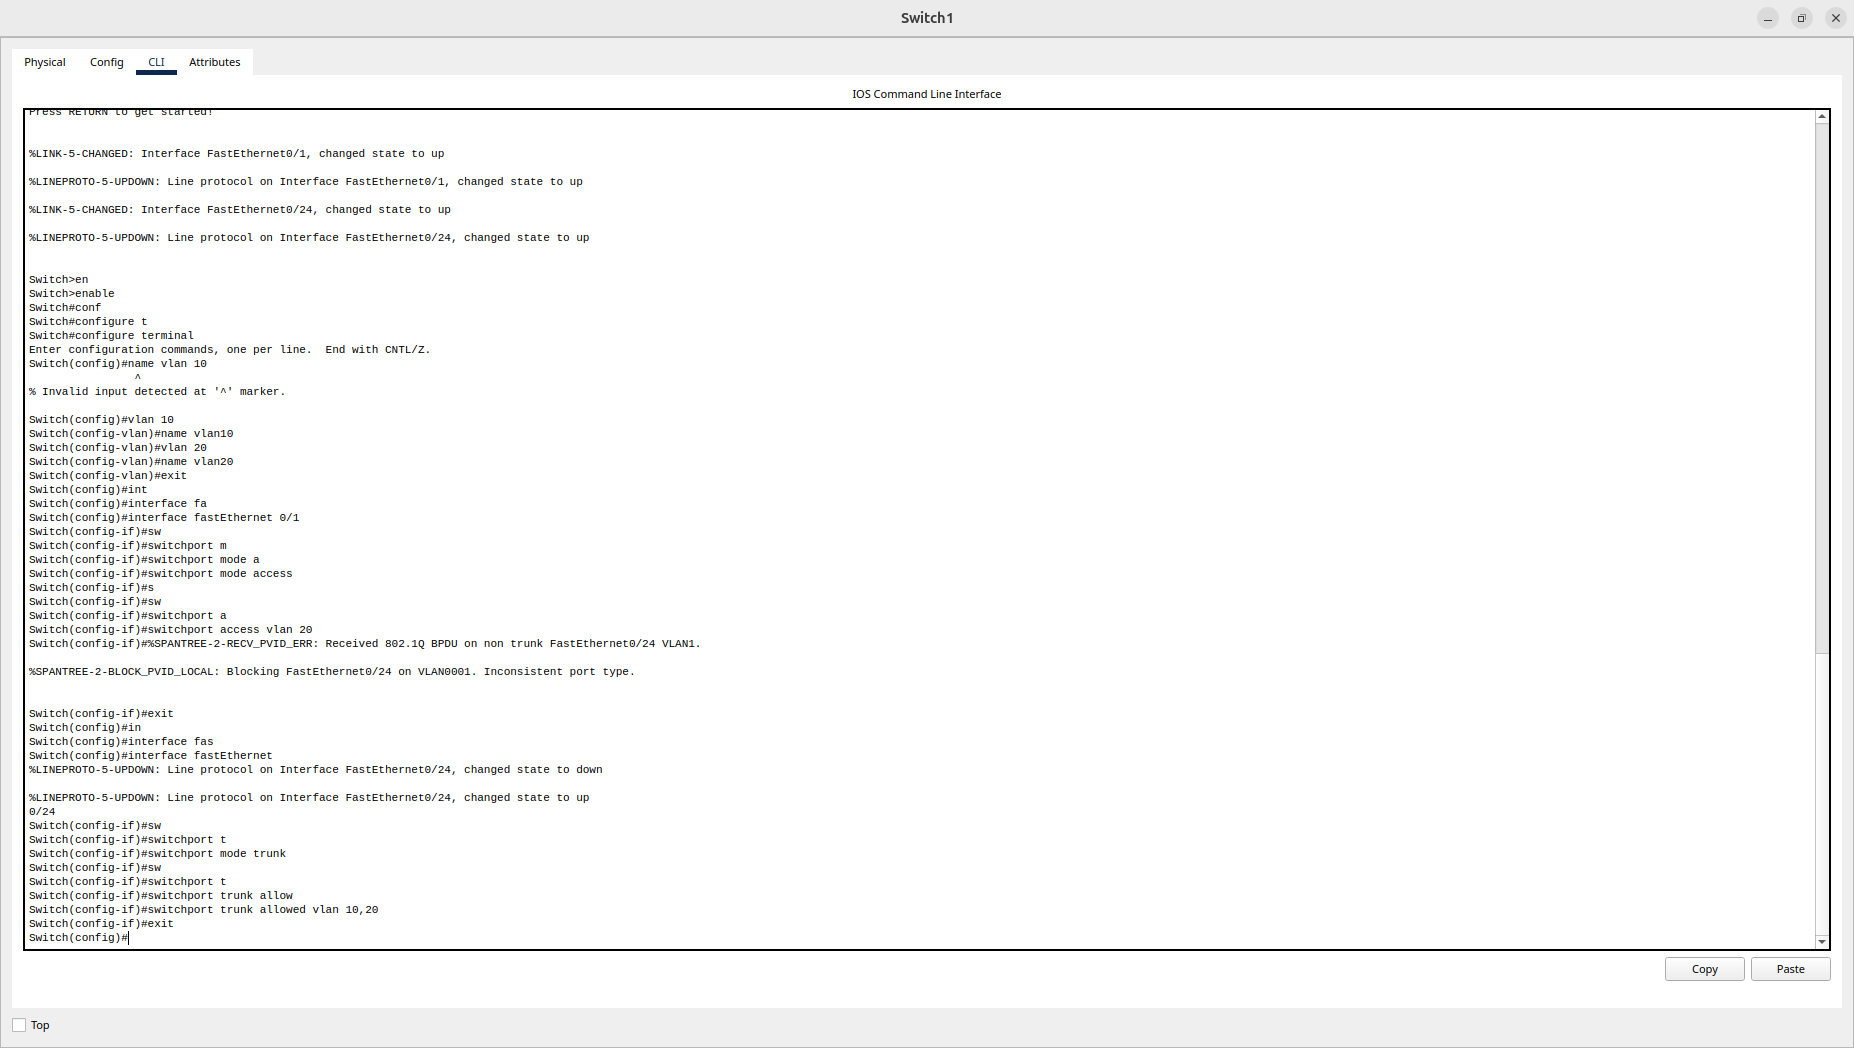 Switch1
Physical Config CLI Attributes
IOS Command Line Interface
Press RETURN to get started!
%LINK-5-CHANGED: Interface FastEthernet0/1, changed state to up
%LINEPROTO-5-UPDOWN: Line protocol on Interface FastEthernet0/1, changed state to up
%LINK-5-CHANGED: Interface FastEthernet0/24, changed state to up
%LINEPROTO-5-UPDOWN: Line protocol on Interface FastEthernet0/24, changed state to up
Switch>en
Switch>enable
Switch#conf
Switch#configure t
Switch#configure terminal
Enter configuration commands, one per line.  End with CNTL/Z.
Switch(config)#name vlan 10
^
% Invalid input detected at '^' marker.
Switch(config)#vlan 10
Switch(config-vlan)#name vlan10
Switch(config-vlan)#vlan 20
Switch(config-vlan)#name vlan20
Switch(config-vlan)#exit
Switch(config)#int
Switch(config)#interface fa
Switch(config)#interface fastEthernet 0/1
Switch(config-if)#sw
Switch(config-if)#switchport m
Switch(config-if)#switchport mode a
Switch(config-if)#switchport mode access
Switch(config-if)#s
Switch(config-if)#sw
Switch(config-if)#switchport a
Switch(config-if)#switchport access vlan 20
Switch(config-if)#%SPANTREE-2-RECV_PVID_ERR: Received 802.1Q BPDU on non trunk FastEthernet0/24 VLAN1.
%SPANTREE-2-BLOCK_PVID_LOCAL: Blocking FastEthernet0/24 on VLAN0001. Inconsistent port type.
Switch(config-if)#exit
Switch(config)#in
Switch(config)#interface fas
Switch(config)#interface fastEthernet
%LINEPROTO-5-UPDOWN: Line protocol on Interface FastEthernet0/24, changed state to down
%LINEPROTO-5-UPDOWN: Line protocol on Interface FastEthernet0/24, changed state to up
0/24
Switch(config-if)#sw
Switch(config-if)#switchport t
Switch(config-if)#switchport mode trunk
Switch(config-if)#sw
Switch(config-if)#switchport t
Switch(config-if)#switchport trunk allow
Switch(config-if)#switchport trunk allowed vlan 10,20
Switch(config-if)#exit
Switch(config)#
Copy Paste
Top